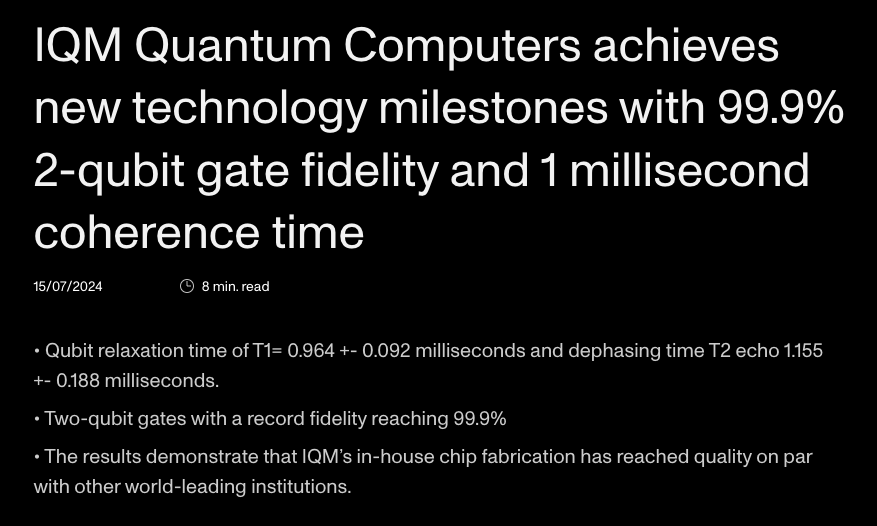 IQM Quantum Computers achieves
new technology milestones with 99.9%
2-qubit gate fidelity and 1 millisecond
coherence time
15/07/2024 8 min. read
• Qubit relaxation time of T1= 0.964 +- 0.092 milliseconds and dephasing time T2 echo 1.155
+- 0.188 milliseconds.
• Two-qubit gates with a record fidelity reaching 99.9%
• The results demonstrate that IQM’s in-house chip fabrication has reached quality on par
with other world-leading institutions.